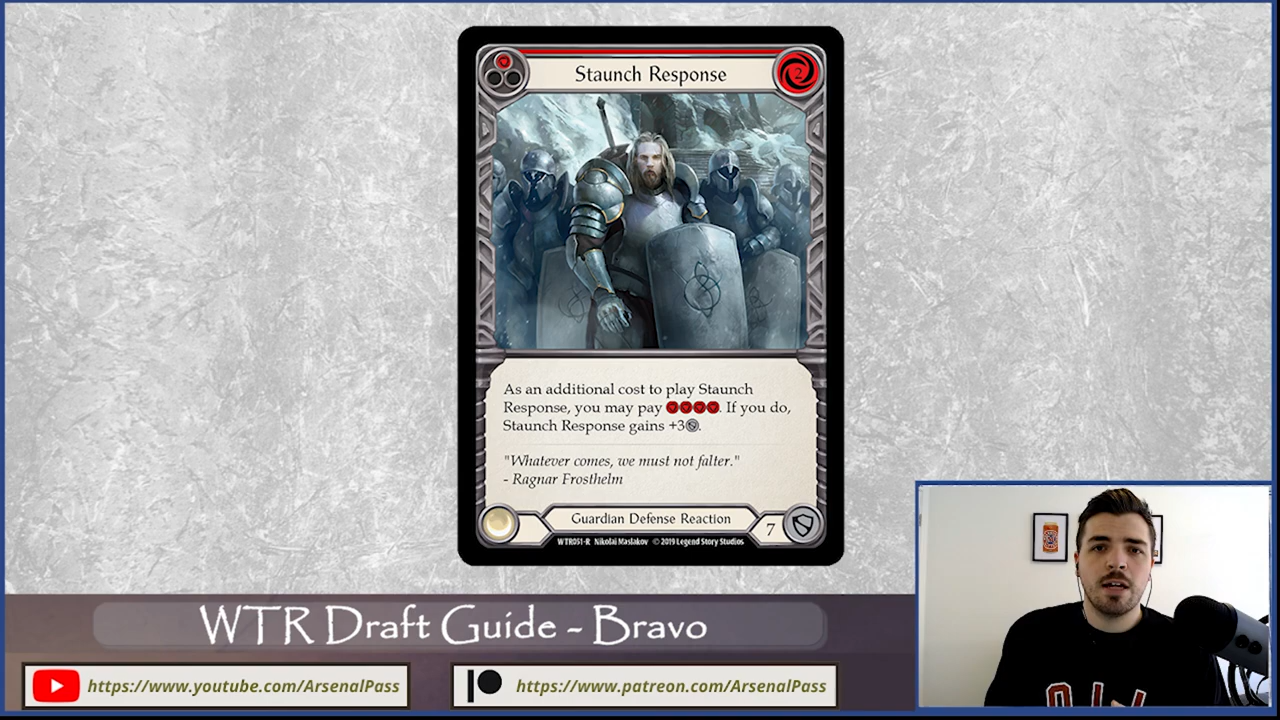 2
Staunch Response
As an additional cost to play Staunch
Response, you may pay . If you do,
Staunch Response gains +3.
"Whatever comes, we must not falter."
- Ragnar Frosthelm
Guardian Defense Reaction
7
WTR051-R Nikolai Maslakov © 2019 Legend Story Studios
WTR Draft Guide - Bravo
https://www.youtube.com/ArsenalPass
https://www.patreon.com/ArsenalPass